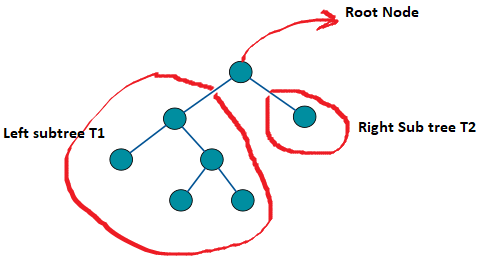 Root Node
Left subtree T1
Right Sub tree T2